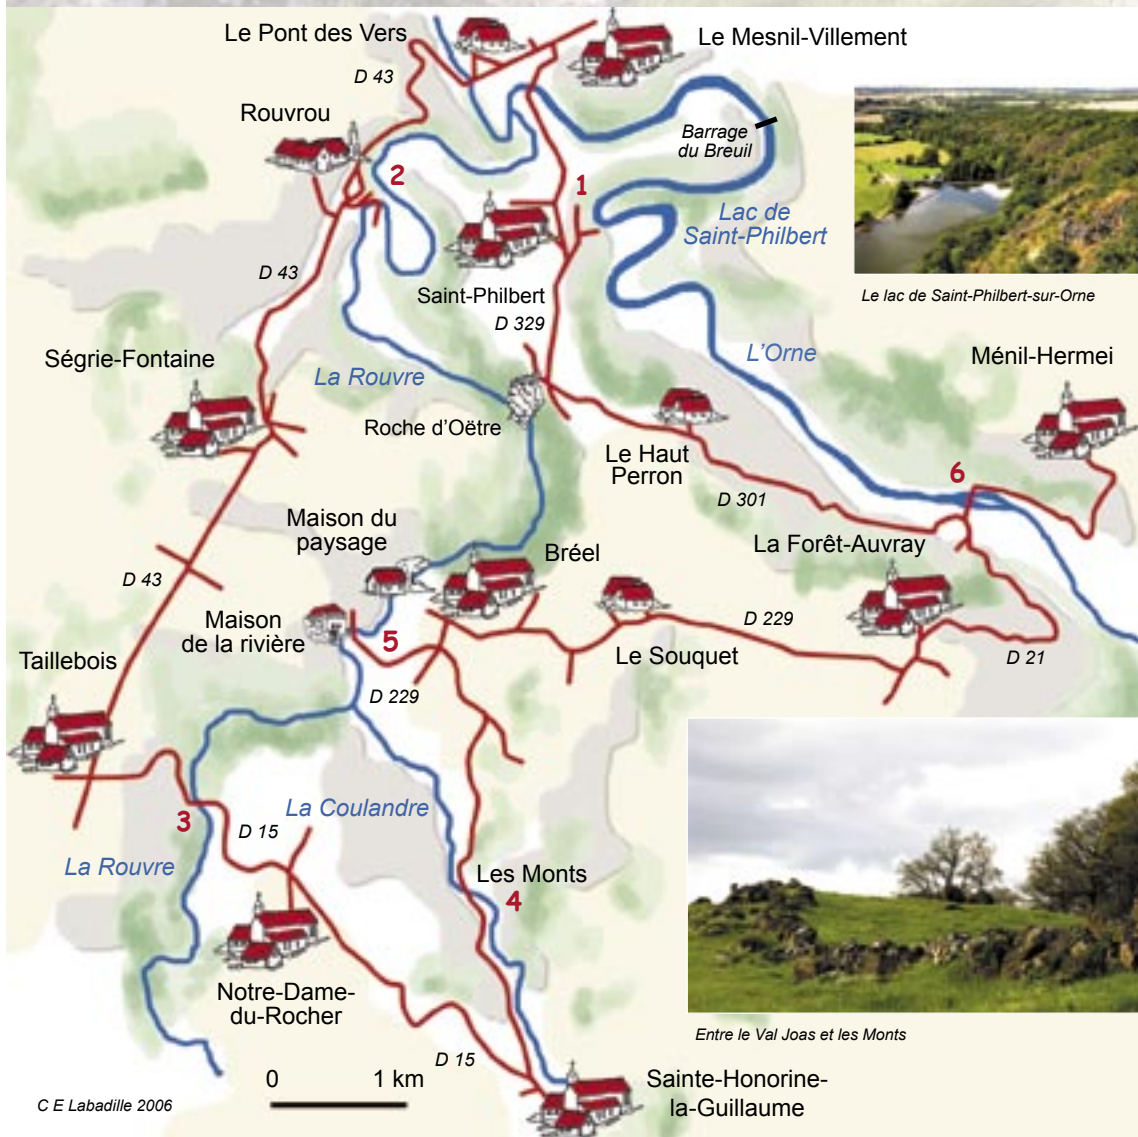 Le Pont des Vers
Le Mesnil-Villement
D 43
Rouvrou
Barrage
du Breuil
2
1
Lac de
Saint-Philbert
D 43
Saint-Philbert
D 329
Le lac de Saint-Philbert-sur-Orne
Ségrie-Fontaine
La Rouvre
L'Orne
Ménil-Hermei
Roche d'Oëtre
Le Haut
Perron
6
D 301
Maison du
paysage
Bréel
La Forêt-Auvray
D 43
Maison
de la rivière
5
D 229
Le Souquet
Taillebois
D 21
D 229
La Coulandre
3
D 15
La Rouvre
Les Monts
4
Notre-Dame-
du-Rocher
Entre le Val Joas et les Monts
D 15
0 1 km
Sainte-Honorine-
la-Guillaume
C E Labadille 2006